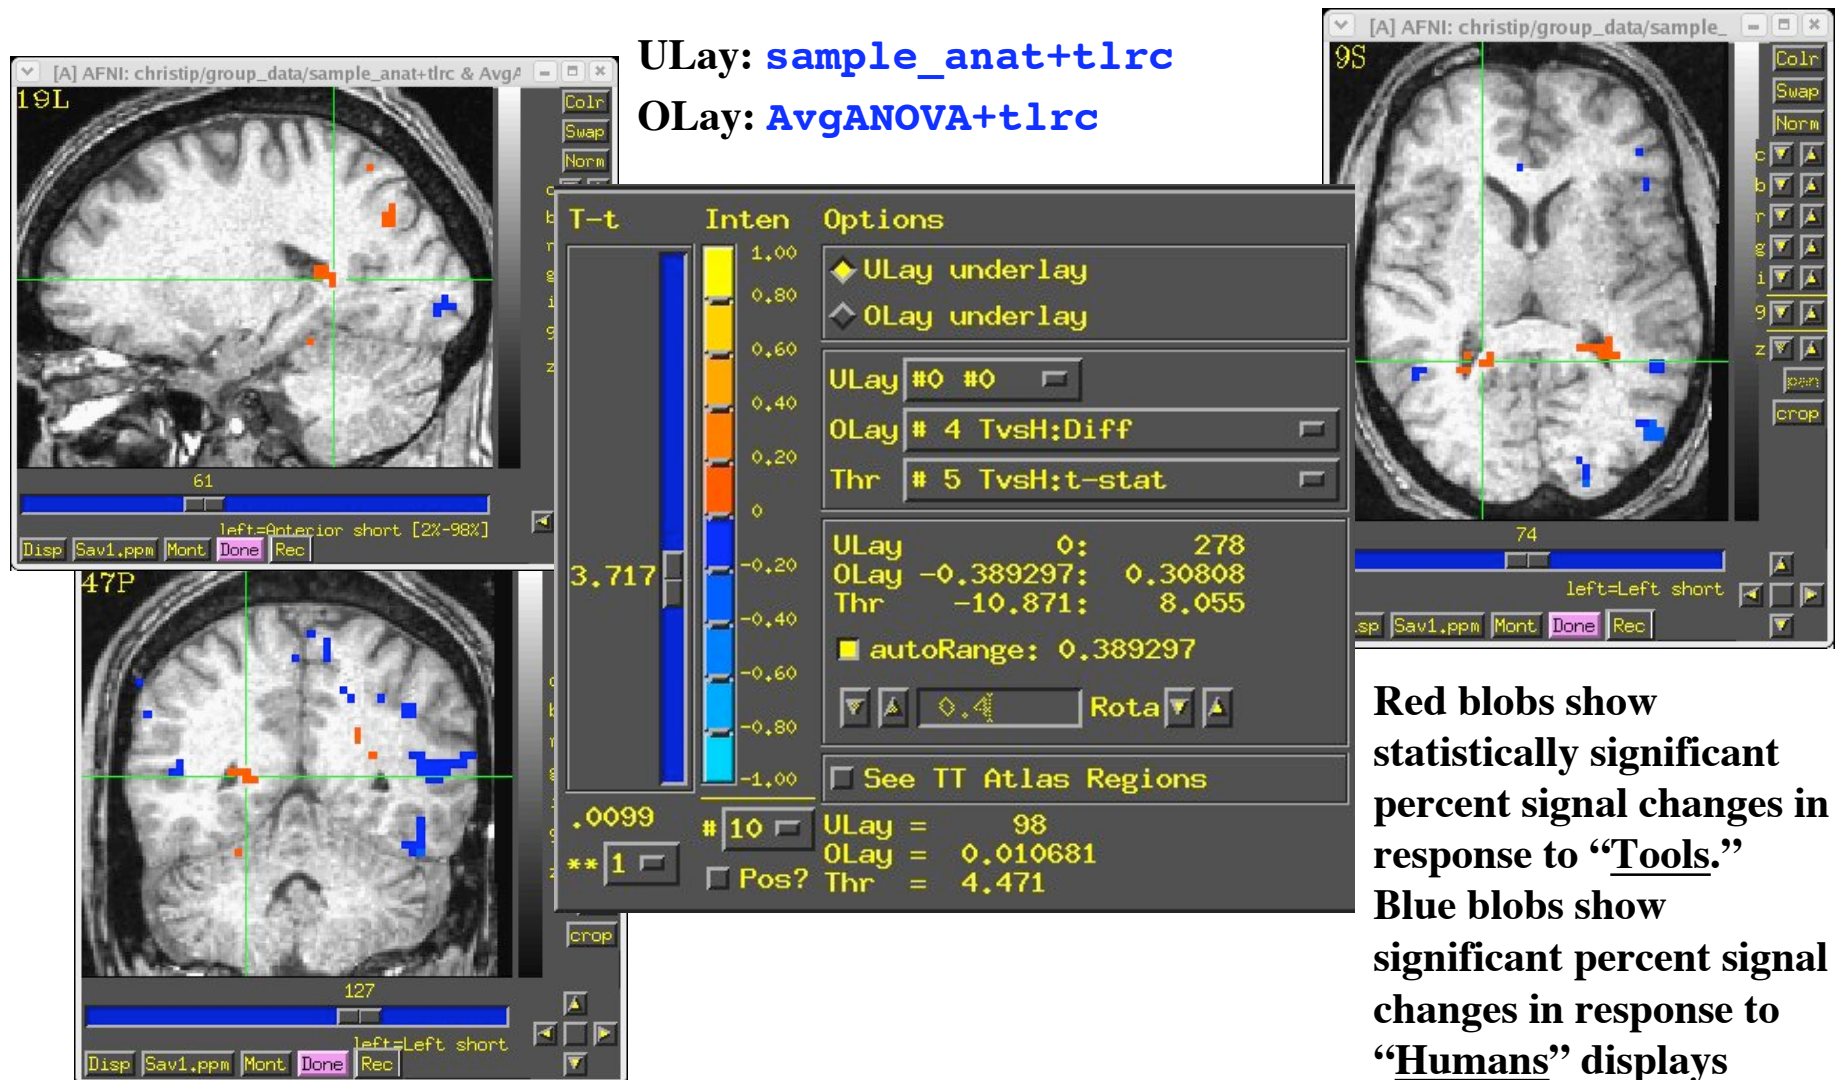 ULay: sample_anat+tlrc
OLay: AvgANOVA+tlrc
[A] AFNI: christip/group_data/sample_anat+tlrc & AvgA
19L
Colr
Swap
Norm
61
left=Anterior short [2%-98%]
Disp Sav1.ppm Mont Done Rec
[A] AFNI: christip/group_data/sample_
9S
Colr
Swap
Norm
c
b
r
g
i
9
z
pan
crop
74
left=Left short
sp Sav1.ppm Mont Done Rec
47P
crop
127
left=Left short
Disp Sav1.ppm Mont Done Rec
T-t Inten Options
1.00
0.80
0.60
0.40
0.20
0
-0.20
-0.40
-0.60
-0.80
-1.00
3.717
.0099
** 1
# 10
Pos?
ULay underlay
OLay underlay
ULay #0 #0
OLay # 4 TvsH:Diff
Thr # 5 TvsH:t-stat
ULay 0: 278
OLay -0.389297: 0.30808
Thr -10.871: 8.055
autoRange: 0.389297
0.4 Rota
See TT Atlas Regions
ULay = 98
OLay = 0.010681
Thr = 4.471
Red blobs show
statistically significant
percent signal changes in
response to “Tools.”
Blue blobs show
significant percent signal
changes in response to
“Humans” displays